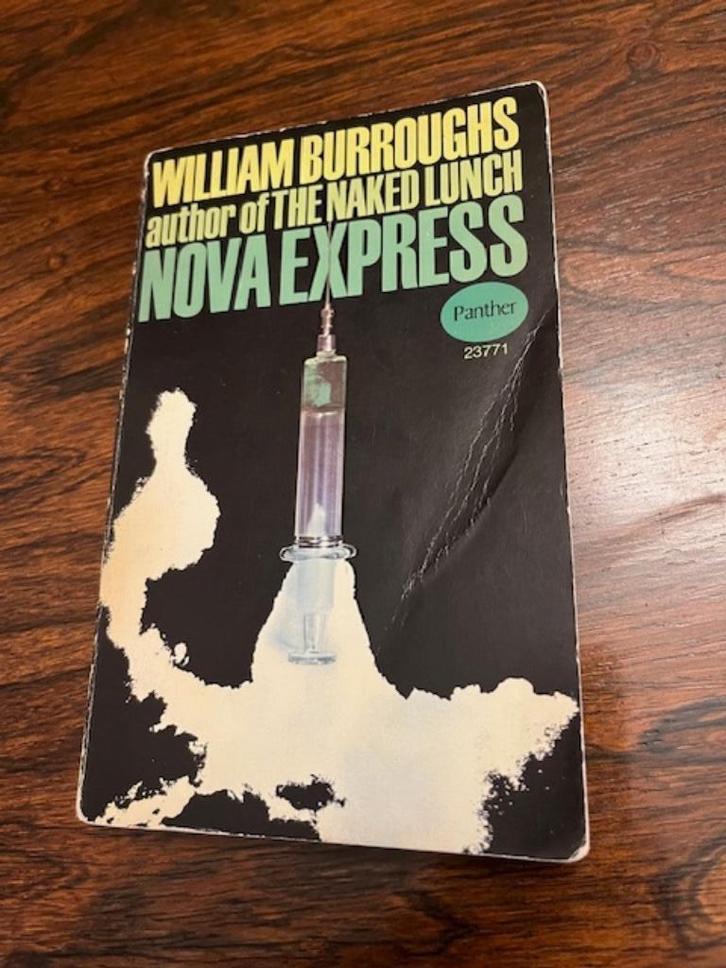 WILLIAM BURROUGHS
author of THE NAKED LUNCH
NOVA EXPRESS
Panther
23771